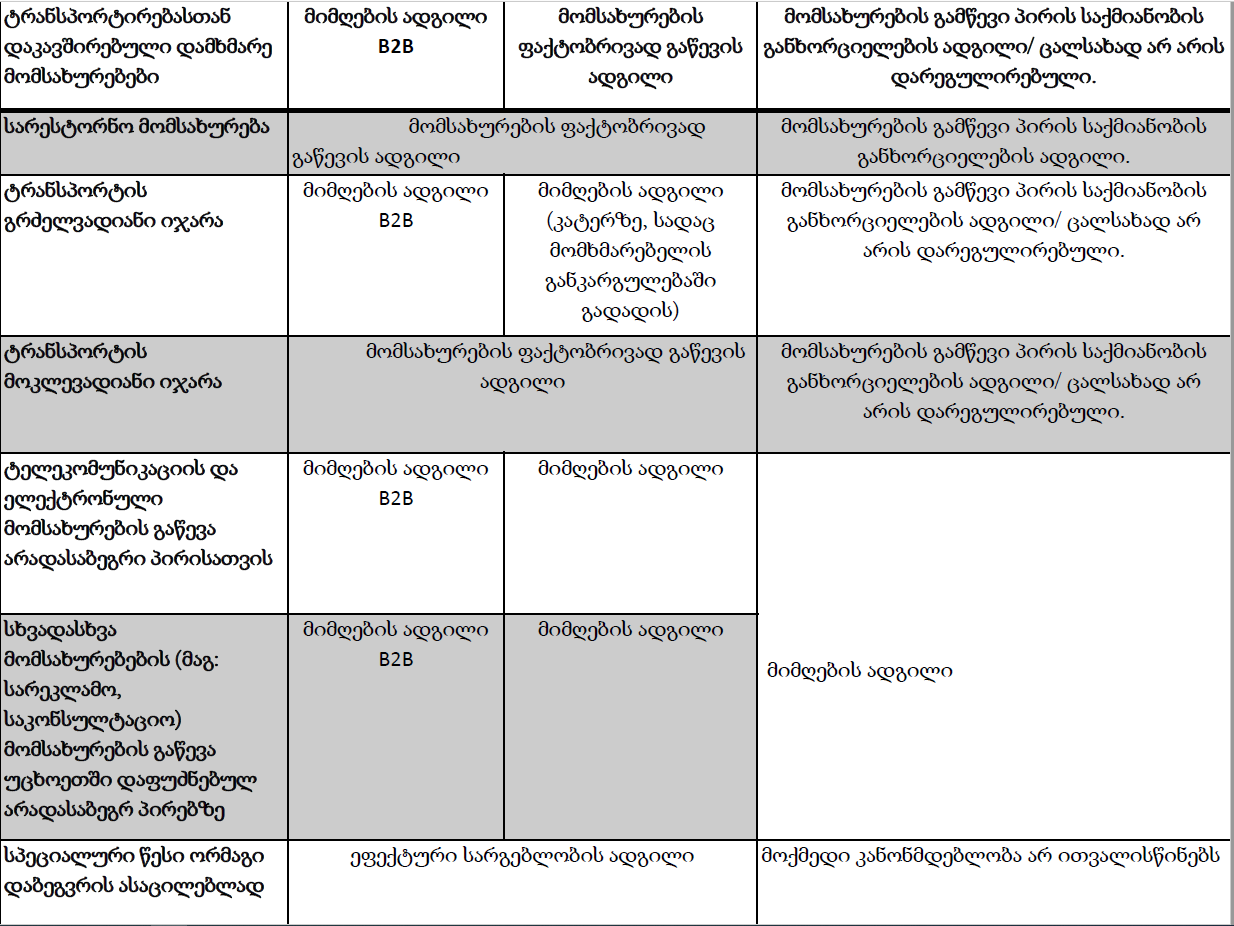 ტრანსპორტირებასთან
დაკავშირებული დამხმარე
მომსახურებები
მიმღების ადგილი
B2B
მომსახურების
ფაქტობრივად გაწევის
ადგილი
მომსახურების გამწევი პირის საქმიანობის
განხორციელების ადგილი/ ცალსახად არ არის
დარეგულირებული.
სარესტორნო მომსახურება
მომსახურების ფაქტობრივად
გაწევის ადგილი
მომსახურების გამწევი პირის საქმიანობის
განხორციელების ადგილი.
ტრანსპორტის
გრძელვადიანი იჯარა
მიმღების ადგილი
B2B
მიმღების ადგილი
(კატერზე, სადაც
მომხმარებელის
განკარგულებაში
გადადის)
მომსახურების გამწევი პირის საქმიანობის
განხორციელების ადგილი/ ცალსახად არ
არის დარეგულირებული.
ტრანსპორტის
მოკლევადიანი იჯარა
მომსახურების ფაქტობრივად გაწევის
ადგილი
მომსახურების გამწევი პირის საქმიანობის
განხორციელების ადგილი/ ცალსახად არ
არის დარეგულირებული.
ტელეკომუნიკაციის და
ელექტრონული
მომსახურების გაწევა
არადასაბეგრი პირისათვის
მიმღების ადგილი
B2B
მიმღების ადგილი
სხვადასხვა
მომსახურებების (მაგ:
სარეკლამო,
საკონსულტაციო)
მომსახურების გაწევა
უცხოეთში დაფუძნებულ
არადასაბეგრ პირებზე
მიმღების ადგილი
B2B
მიმღების ადგილი
მიმღების ადგილი
სპეციალური წესი ორმაგი
დაბეგვრის ასაცილებლად
ეფექტური სარგებლობის ადგილი
მოქმედი კანონმდებლობა არ ითვალისწინებს